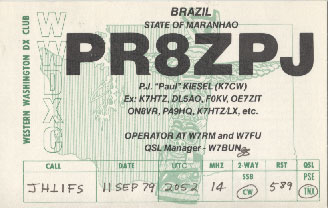 BRAZIL
STATE OF MARANHAO
PR8ZPJ
P.J. "Paul" KIESEL (K7CW)
Ex: K7HTZ, DL5AO, F0KV, OE7ZIT
ON8VR, PA9HQ, K7HTZ/LX, etc.
OPERATOR AT W7RM and W7FU
QSL Manager - W7BUN
WESTERN WASHINGTON DX CLUB
WWDXC
CALL DATE UTC MHZ 2-WAY RST QSL
SSB PSE
JH1IFS 11 SEP 79 2052 14 CW 589 TNX